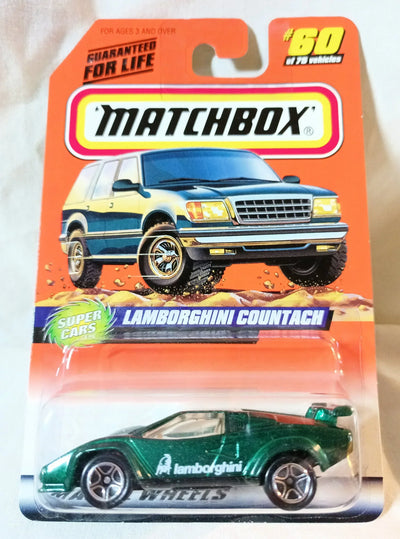 FOR AGES 3 AND OVER
GUARANTEED
FOR LIFE
#60
of 75 vehicles
MATCHBOX®
SUPER
CARS
LAMBORGHINI COUNTACH
lamborghini
WHEELS